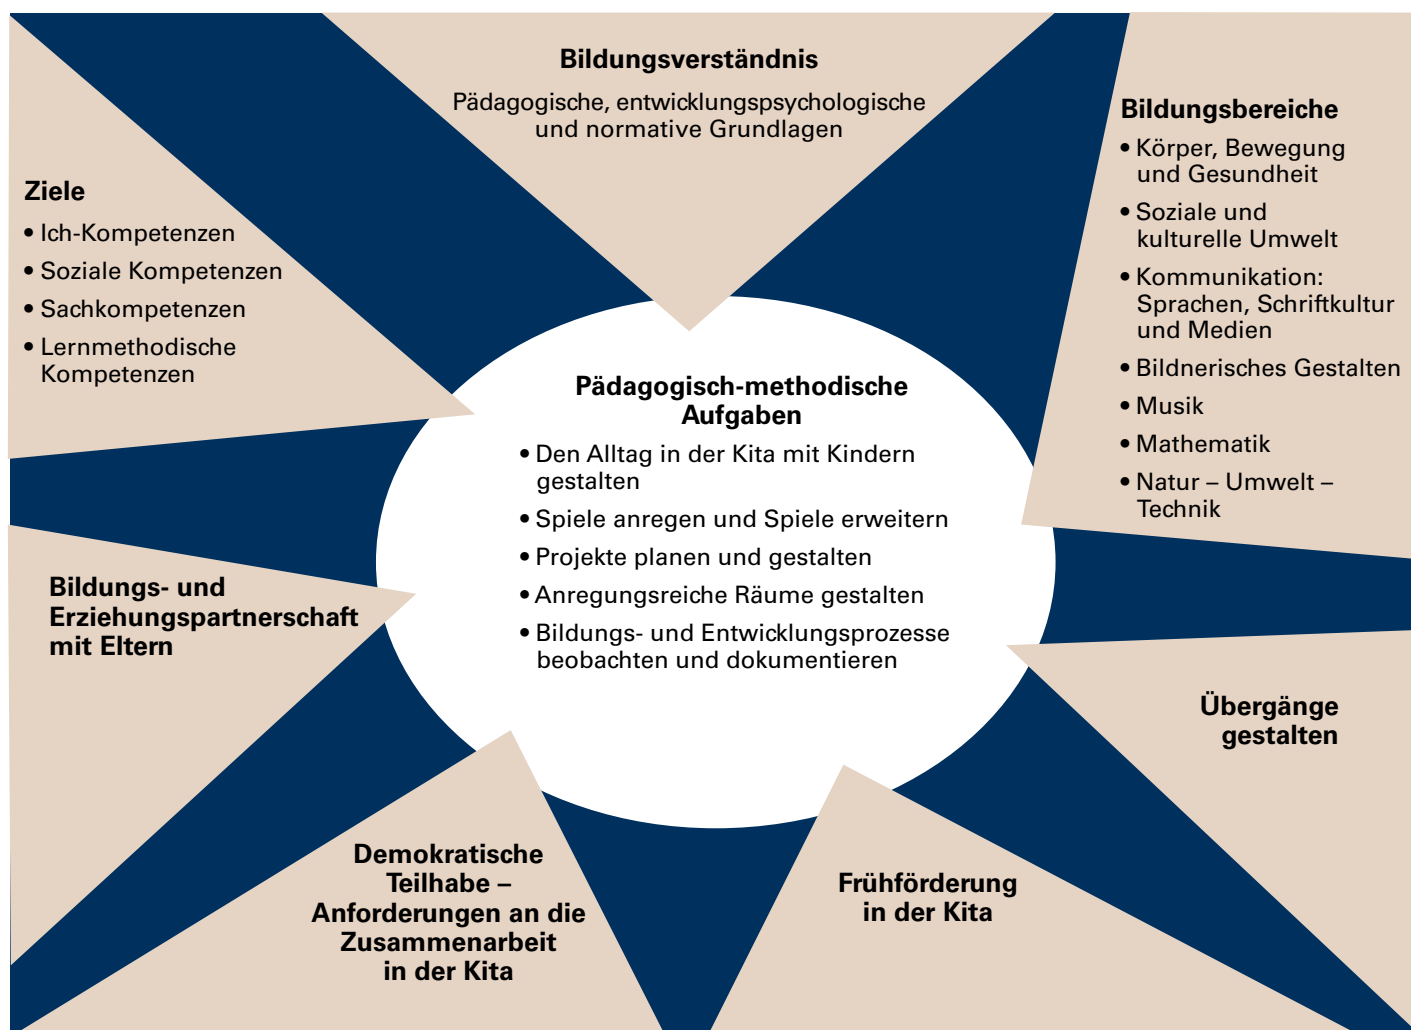 Bildungsverständnis
Pädagogische, entwicklungspsychologische
und normative Grundlagen
Bildungsbereiche
• Körper, Bewegung
und Gesundheit
• Soziale und
kulturelle Umwelt
• Kommunikation:
Sprachen, Schriftkultur
und Medien
• Bildnerisches Gestalten
• Musik
• Mathematik
• Natur – Umwelt –
Technik
Ziele
• Ich-Kompetenzen
• Soziale Kompetenzen
• Sachkompetenzen
• Lernmethodische
Kompetenzen
Pädagogisch-methodische
Aufgaben
• Den Alltag in der Kita mit Kindern
gestalten
• Spiele anregen und Spiele erweitern
• Projekte planen und gestalten
• Anregungsreiche Räume gestalten
• Bildungs- und Entwicklungsprozesse
beobachten und dokumentieren
Bildungs- und
Erziehungspartnerschaft
mit Eltern
Übergänge
gestalten
Demokratische
Teilhabe –
Anforderungen an die
Zusammenarbeit
in der Kita
Frühförderung
in der Kita